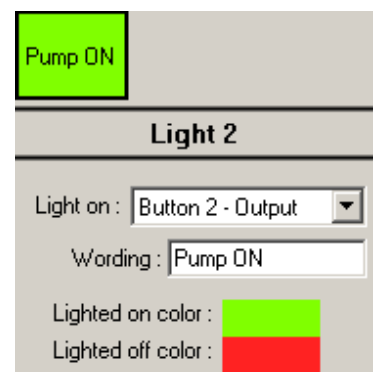 Pump ON
Light 2
Light on : Button 2 - Output
Wording : Pump ON
Lighted on color :
Lighted off color :